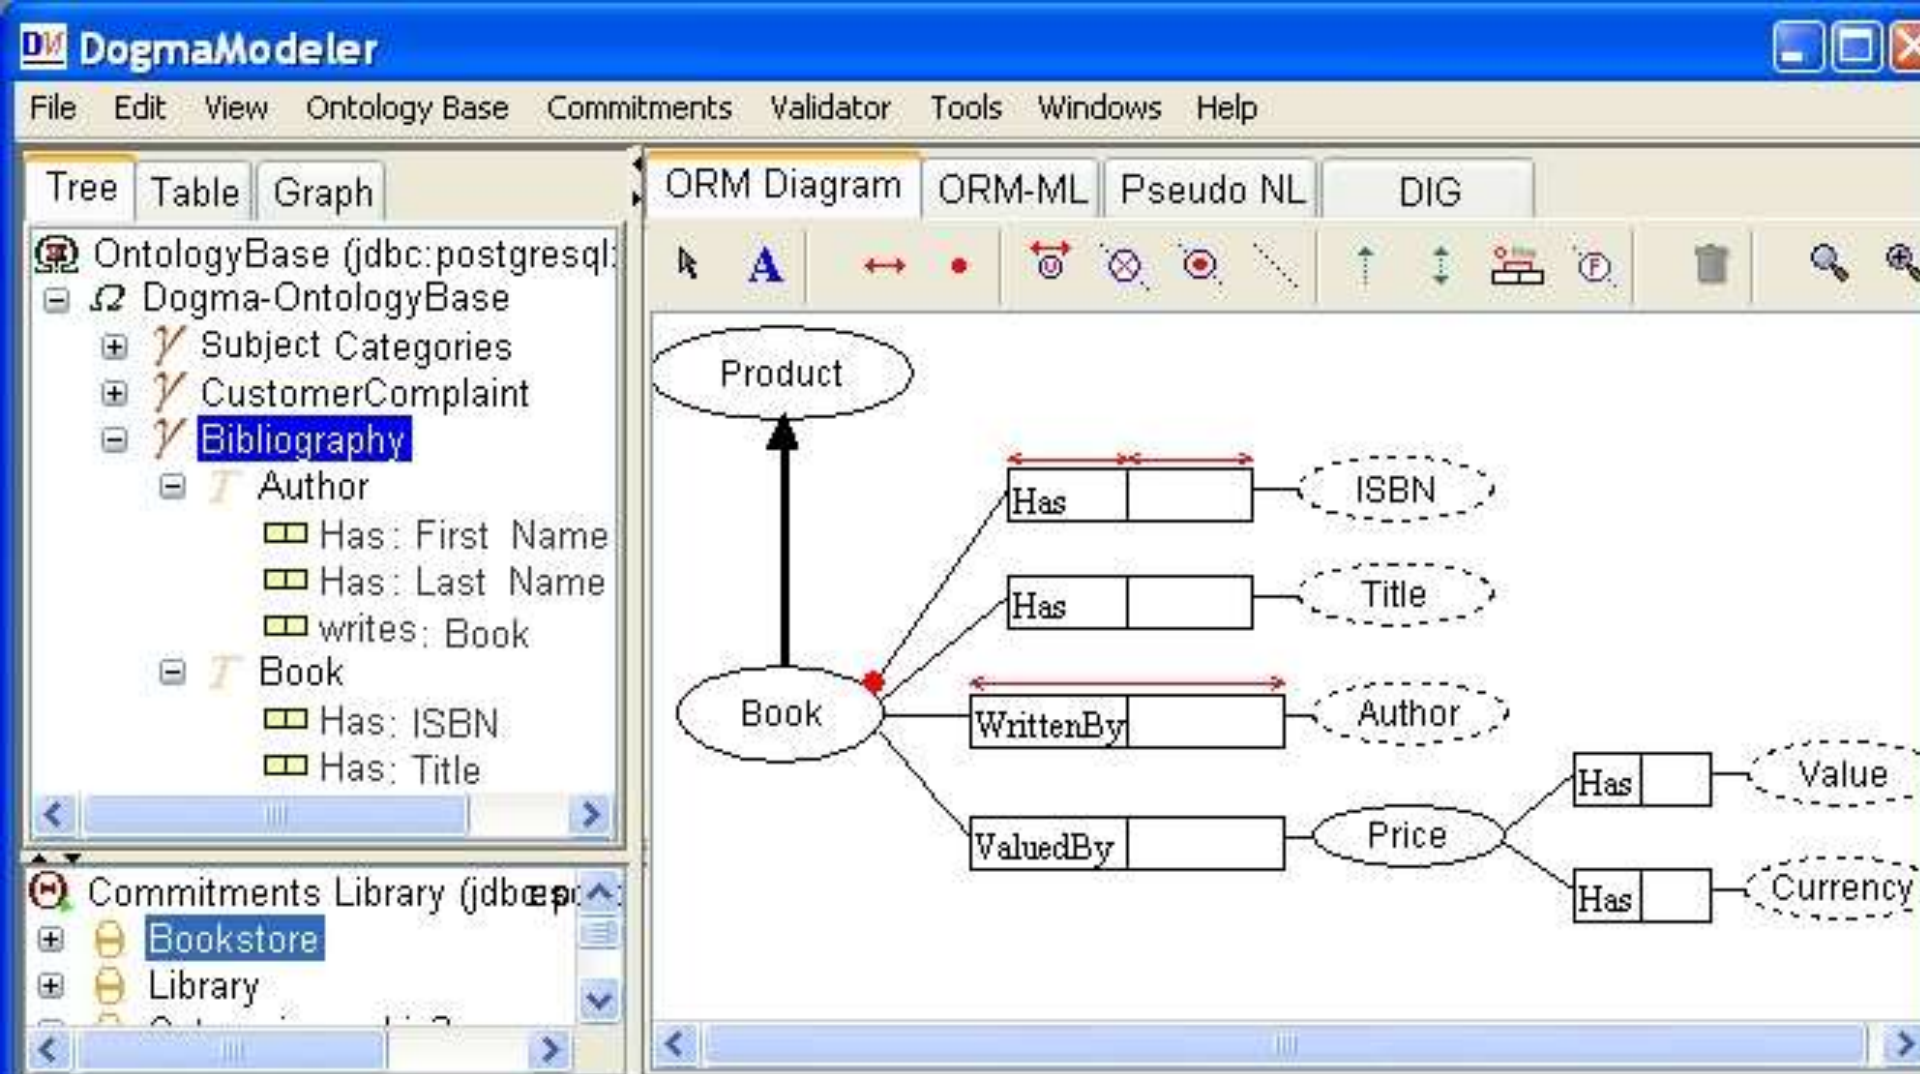 DogmaModeler
File Edit View Ontology Base Commitments Validator Tools Windows Help
Tree Table Graph
OntologyBase (jdbc:postgresql:
Dogma-OntologyBase
Subject Categories
CustomerComplaint
Bibliography
Author
Has: First Name
Has: Last Name
writes: Book
Book
Has: ISBN
Has: Title
Commitments Library
Bookstore
Library
ORM Diagram ORM-ML Pseudo NL DIG
A U F
Product
Has ISBN
Has Title
Book
WrittenBy Author
ValuedBy Price
Has Value
Has Currency